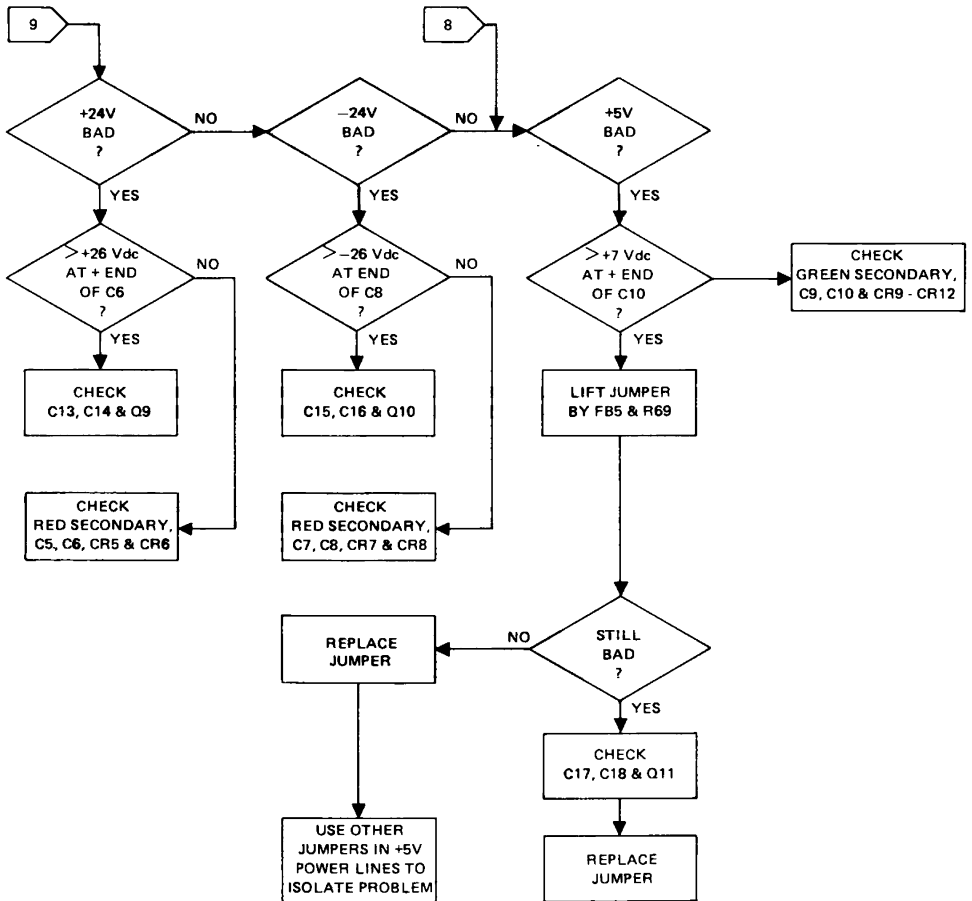 9
8
+24V
BAD
?
NO
−24V
BAD
?
NO
+5V
BAD
?
YES
YES
YES
>+26 Vdc
AT + END
OF C6
?
NO
>−26 Vdc
AT END
OF C8
?
NO
>+7 Vdc
AT + END
OF C10
?
CHECK
GREEN SECONDARY,
C9, C10 & CR9 - CR12
YES
YES
YES
CHECK
C13, C14 & Q9
CHECK
C15, C16 & Q10
LIFT JUMPER
BY FB5 & R69
CHECK
RED SECONDARY,
C5, C6, CR5 & CR6
CHECK
RED SECONDARY,
C7, C8, CR7 & CR8
REPLACE
JUMPER
NO
STILL
BAD
?
YES
CHECK
C17, C18 & Q11
USE OTHER
JUMPERS IN +5V
POWER LINES TO
ISOLATE PROBLEM
REPLACE
JUMPER